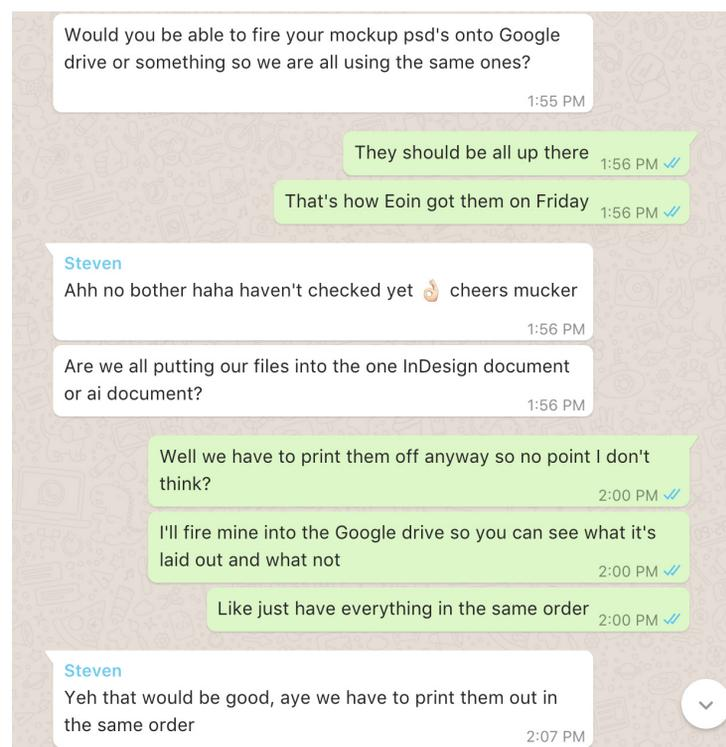 Would you be able to fire your mockup psd's onto Google
drive or something so we are all using the same ones?
1:55 PM
They should be all up there 1:56 PM
That's how Eoin got them on Friday 1:56 PM
Steven
Ahh no bother haha haven't checked yet 👌🏻 cheers mucker
1:56 PM
Are we all putting our files into the one InDesign document
or ai document?
1:56 PM
Well we have to print them off anyway so no point I don't
think?
2:00 PM
I'll fire mine into the Google drive so you can see what it's
laid out and what not
2:00 PM
Like just have everything in the same order 2:00 PM
Steven
Yeh that would be good, aye we have to print them out in
the same order
2:07 PM